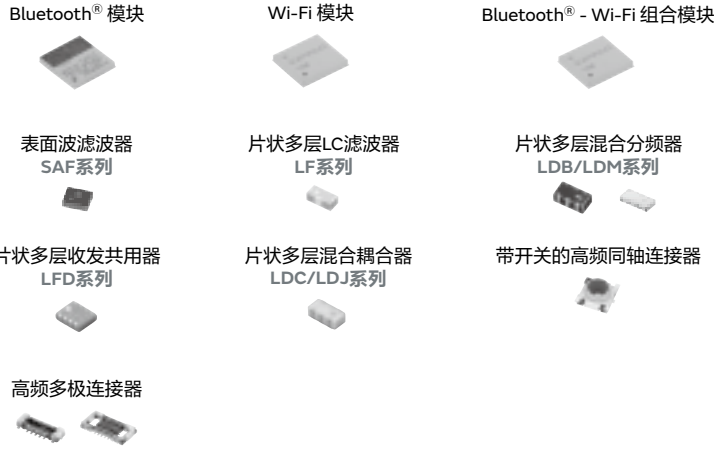 Bluetooth® 模块
Wi-Fi 模块
Bluetooth® - Wi-Fi 组合模块
表面波滤波器
SAF系列
片状多层LC滤波器
LF系列
片状多层混合分频器
LDB/LDM系列
片状多层收发共用器
LFD系列
片状多层混合耦合器
LDC/LDJ系列
带开关的高频同轴连接器
高频多极连接器